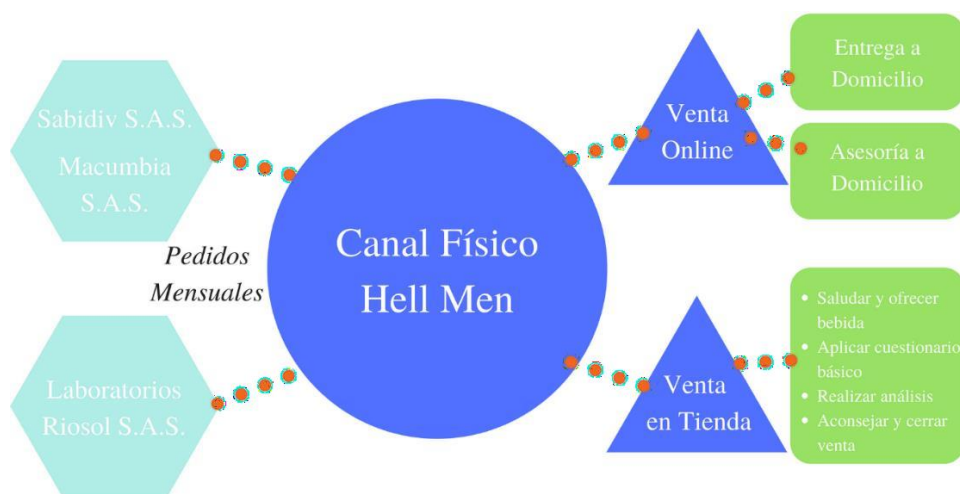 Sabidiv S.A.S.
Macumbia
S.A.S.
Pedidos
Mensuales
Laboratorios
Riosol S.A.S.
Canal Físico
Hell Men
Venta
Online
Entrega a
Domicilio
Asesoría a
Domicilio
Venta
en Tienda
• Saludar y ofrecer
bebida
• Aplicar cuestionario
básico
• Realizar análisis
• Aconsejar y cerrar
venta